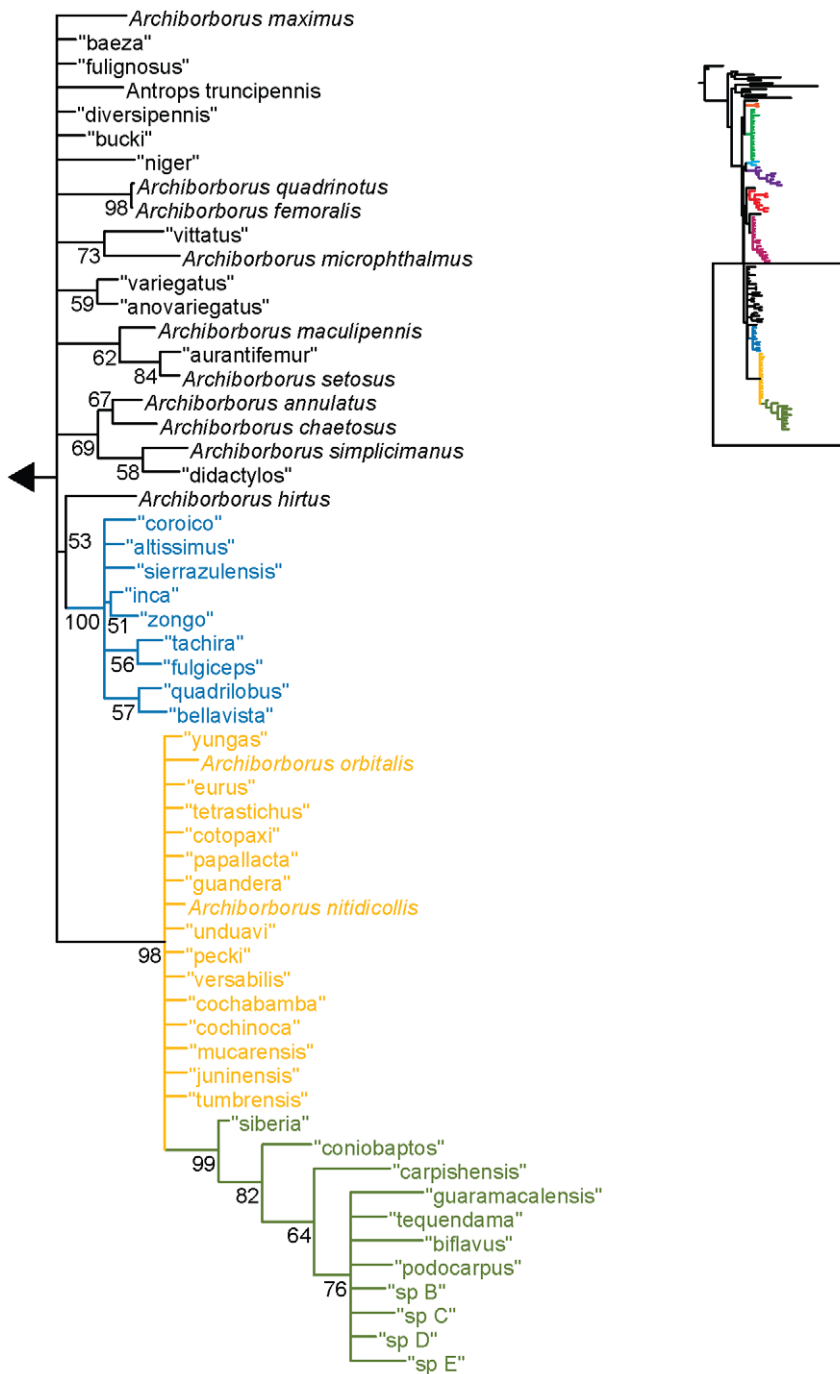 Archiborborus maximus
"baeza"
"fulignosus"
Antrops truncipennis
"diversipennis"
"bucki"
"niger"
Archiborborus quadrinotus
98
Archiborborus femoralis
"vittatus"
73
Archiborborus microphthalmus
"variegatus"
59
"anovariegatus"
Archiborborus maculipennis
62
"aurantifemur"
84
Archiborborus setosus
67
Archiborborus annulatus
Archiborborus chaetosus
69
Archiborborus simplicimanus
58
"didactylos"
Archiborborus hirtus
"coroico"
53
"altissimus"
"sierrazulensis"
"inca"
100
51
"zongo"
"tachira"
56
"fulgiceps"
"quadrilobus"
57
"bellavista"
"yungas"
Archiborborus orbitalis
"eurus"
"tetrastichus"
"cotopaxi"
"papallacta"
"guandera"
Archiborborus nitidicollis
"unduavi"
98
"pecki"
"versabilis"
"cochabamba"
"cochinoca"
"mucarensis"
"juninensis"
"tumbrensis"
"siberia"
"coniobaptos"
99
"carpishensis"
82
"guaramacalensis"
"tequendama"
64
"biflavus"
"podocarpus"
76
"sp B"
"sp C"
"sp D"
"sp E"